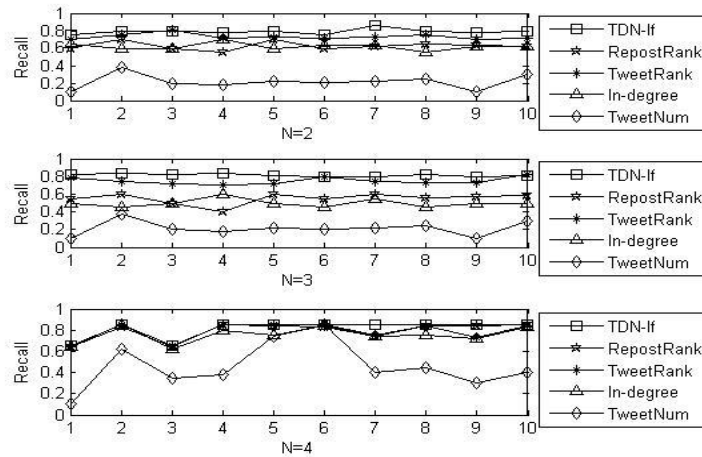 Recall
1
0.8
0.6
0.4
0.2
0
1 2 3 4 5 6 7 8 9 10
N=2
TDN-If
RepostRank
TweetRank
In-degree
TweetNum
Recall
1
0.8
0.6
0.4
0.2
0
1 2 3 4 5 6 7 8 9 10
N=3
TDN-If
RepostRank
TweetRank
In-degree
TweetNum
Recall
1
0.8
0.6
0.4
0.2
0
1 2 3 4 5 6 7 8 9 10
N=4
TDN-If
RepostRank
TweetRank
In-degree
TweetNum